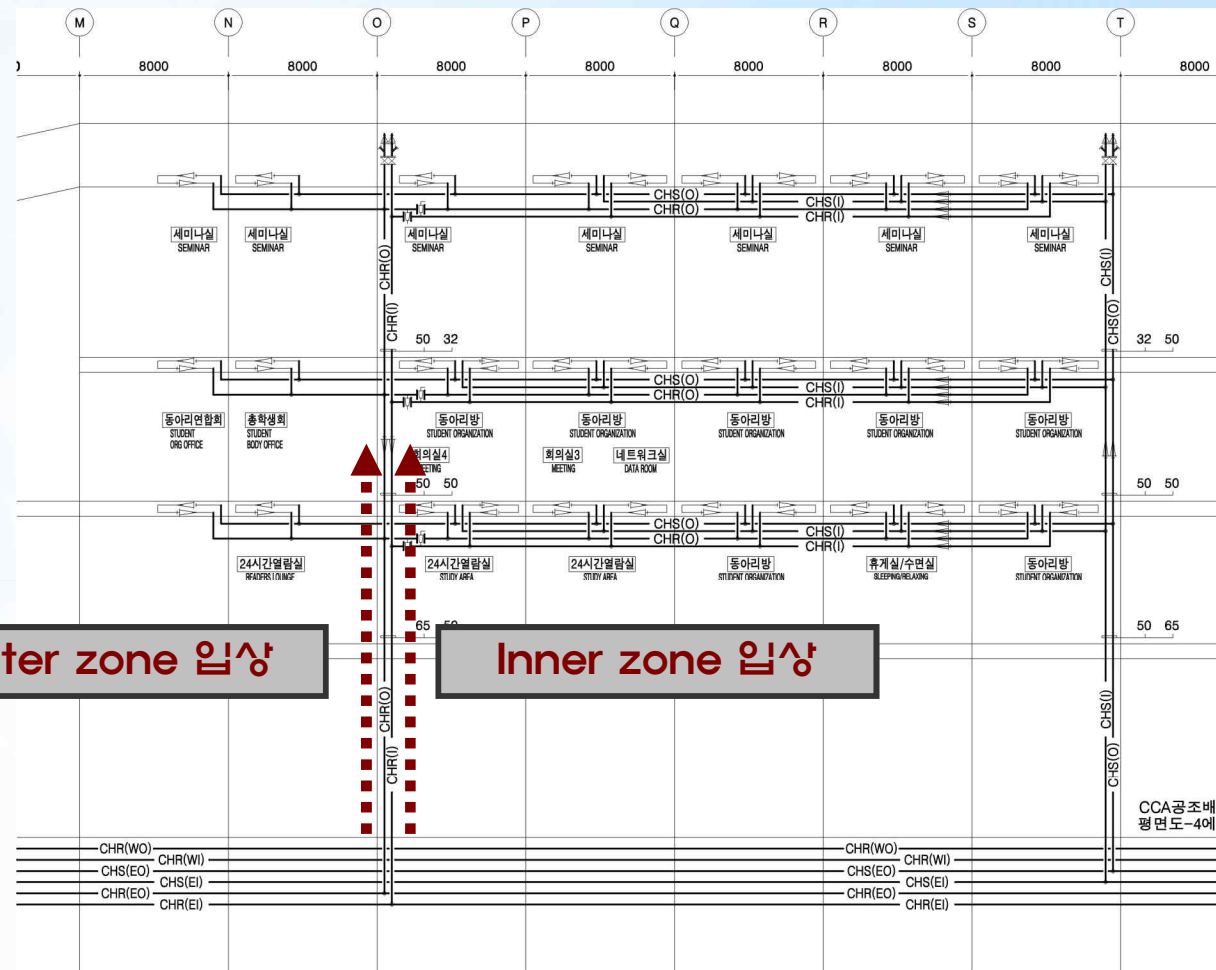 M N O P Q R S T
8000 8000 8000 8000 8000 8000 8000 8000
CHS(O) CHS(I)
CHR(O) CHR(I)
세미나실 세미나실 세미나실 세미나실 세미나실 세미나실 세미나실
SEMINAR SEMINAR SEMINAR SEMINAR SEMINAR SEMINAR SEMINAR
CHR(O) CHS(I)
CHR(I) CHS(O)
50 32 32 50
CHS(O) CHS(I)
CHR(O) CHR(I)
동아리연합회 총학생회 동아리방 동아리방 동아리방 동아리방 동아리방
STUDENT STUDENT STUDENT ORGANIZATION STUDENT ORGANIZATION STUDENT ORGANIZATION STUDENT ORGANIZATION STUDENT ORGANIZATION
ORG OFFICE BODY OFFICE
회의실4 회의실3 네트워크실
MEETING MEETING DATA ROOM
50 50 50 50
CHS(O) CHS(I)
CHR(O) CHR(I)
24시간열람실 24시간열람실 24시간열람실 동아리방 휴게실/수면실 동아리방
READERS LOUNGE STUDY AREA STUDY AREA STUDENT ORGANIZATION SLEEPING/RELAXING STUDENT ORGANIZATION
65 50 50 65
ter zone 입상 Inner zone 입상
CHR(O) CHS(I)
CHR(I) CHS(O)
CCA공조배
평면도-4에
CHR(WO) CHR(WO)
CHR(WI) CHR(WI)
CHS(EO) CHS(EO)
CHS(EI) CHS(EI)
CHR(EO) CHR(EO)
CHR(EI) CHR(EI)